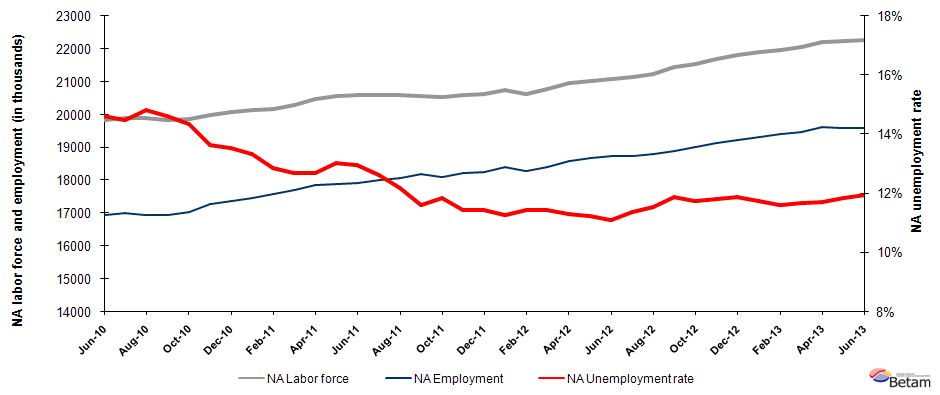 NA labor force and employment (in thousands)
23000
22000
21000
20000
19000
18000
17000
16000
15000
14000
18%
16%
14%
12%
10%
8%
NA unemployment rate
Jun-10
Aug-10
Oct-10
Dec-10
Feb-11
Apr-11
Jun-11
Aug-11
Oct-11
Dec-11
Feb-12
Apr-12
Jun-12
Aug-12
Oct-12
Dec-12
Feb-13
Apr-13
Jun-13
NA Labor force
NA Employment
NA Unemployment rate
Betam